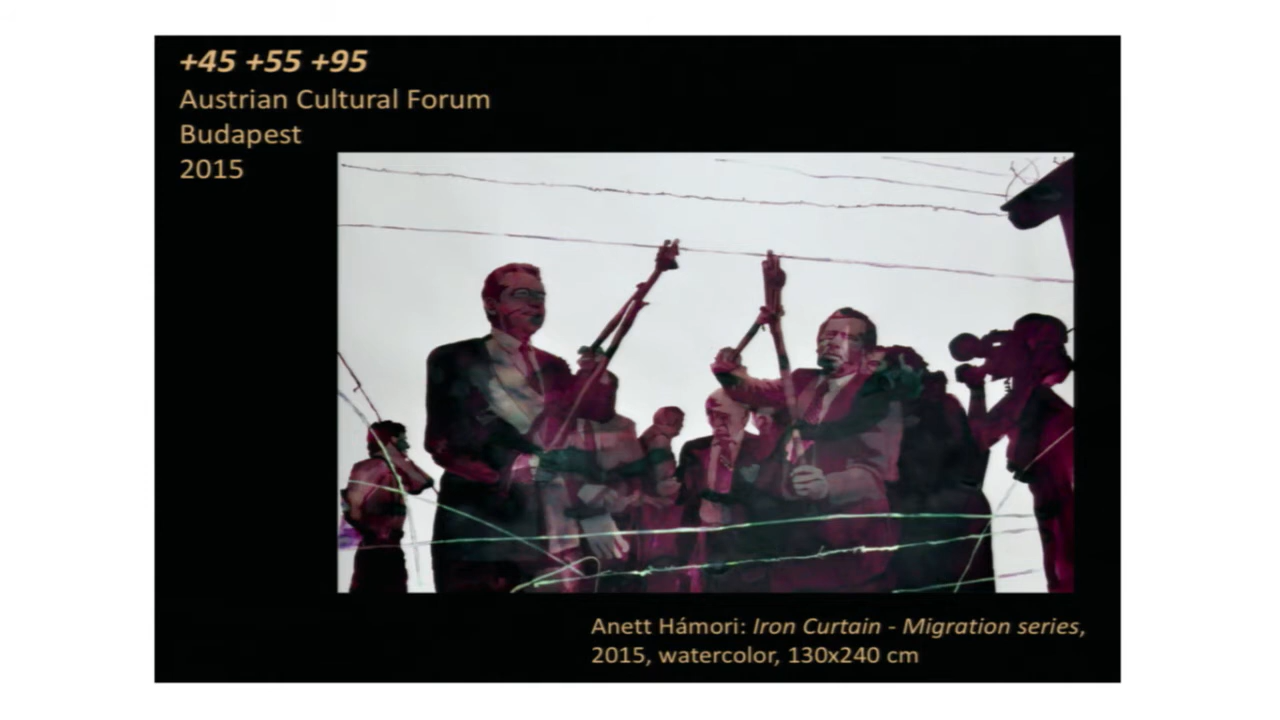 +45 +55 +95
Austrian Cultural Forum
Budapest
2015
Anett Hámori: Iron Curtain - Migration series,
2015, watercolor, 130x240 cm